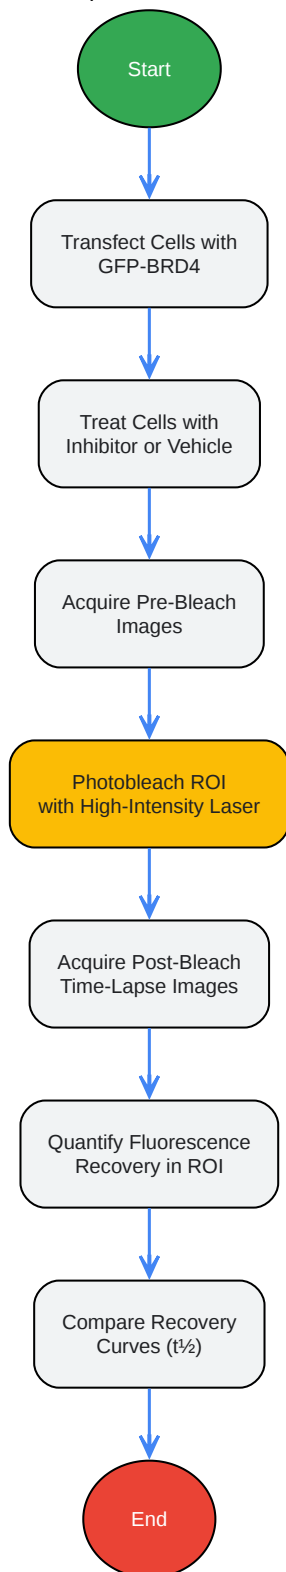 Start
Transfect Cells with
GFP-BRD4
Treat Cells with
Inhibitor or Vehicle
Acquire Pre-Bleach
Images
Photobleach ROI
with High-Intensity Laser
Acquire Post-Bleach
Time-Lapse Images
Quantify Fluorescence
Recovery in ROI
Compare Recovery
Curves (t½)
End